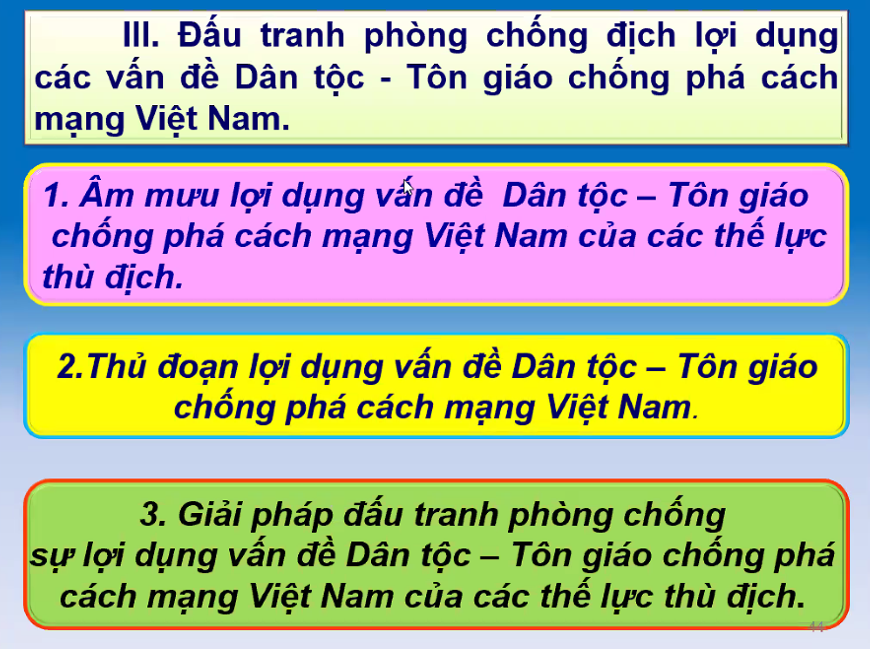 III. Đấu tranh phòng chống địch lợi dụng
các vấn đề Dân tộc - Tôn giáo chống phá cách
mạng Việt Nam.
1. Âm mưu lợi dụng vấn đề Dân tộc – Tôn giáo
chống phá cách mạng Việt Nam của các thế lực
thù địch.
2.Thủ đoạn lợi dụng vấn đề Dân tộc – Tôn giáo
chống phá cách mạng Việt Nam.
3. Giải pháp đấu tranh phòng chống
sự lợi dụng vấn đề Dân tộc – Tôn giáo chống phá
cách mạng Việt Nam của các thế lực thù địch.
44